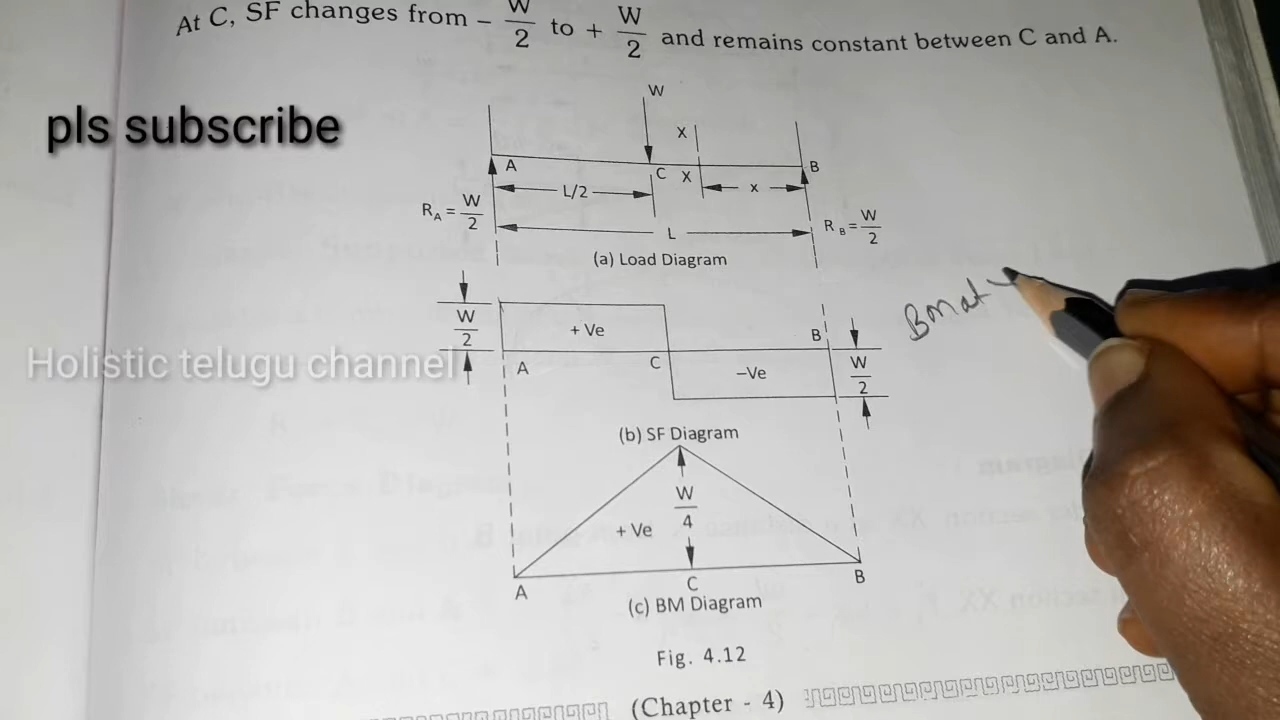 At C, SF changes from – W/2 to + W/2 and remains constant between C and A.
pls subscribe
W
X
A
C X
B
L/2
x
R_A = W/2
L
R_B = W/2
(a) Load Diagram
W/2
+ Ve
B
A
C
–Ve
W/2
Holistic telugu channel
(b) SF Diagram
W/4
+ Ve
A
C
B
(c) BM Diagram
Fig. 4.12
(Chapter - 4)
BM at